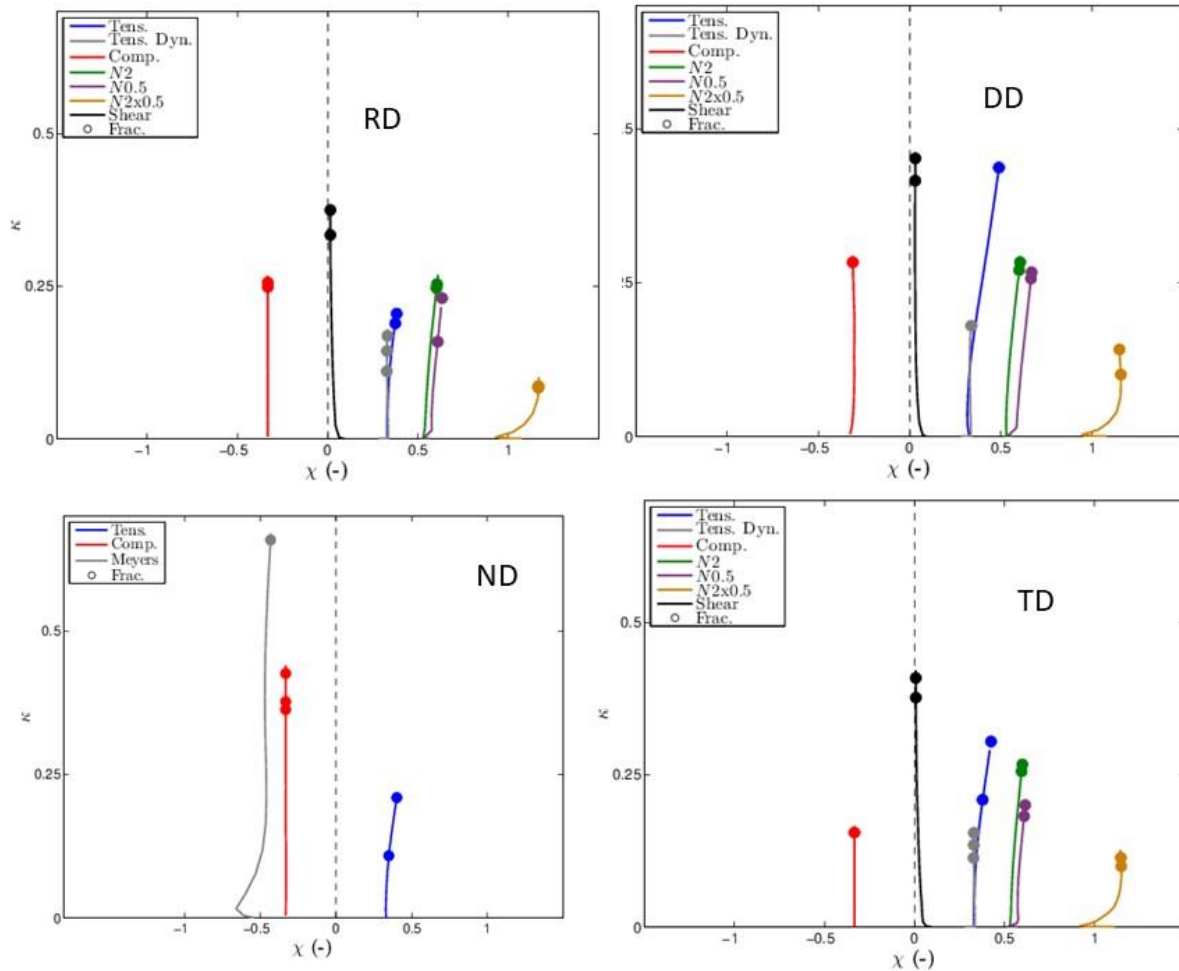 Tens.
Tens. Dyn.
Comp.
N2
N0.5
N2x0.5
Shear
Frac.
RD
0.5
κ
0.25
0
-1
-0.5
0
0.5
1
χ (-)
Tens.
Tens. Dyn.
Comp.
N2
N0.5
N2x0.5
Shear
Frac.
DD
.5
.25
0
-1
-0.5
0
0.5
1
χ (-)
Tens.
Comp.
Meyers
Frac.
ND
0.5
κ
0.25
0
-1
-0.5
0
0.5
1
χ (-)
Tens.
Tens. Dyn.
Comp.
N2
N0.5
N2x0.5
Shear
Frac.
TD
0.5
κ
0.25
0
-1
-0.5
0
0.5
1
χ (-)